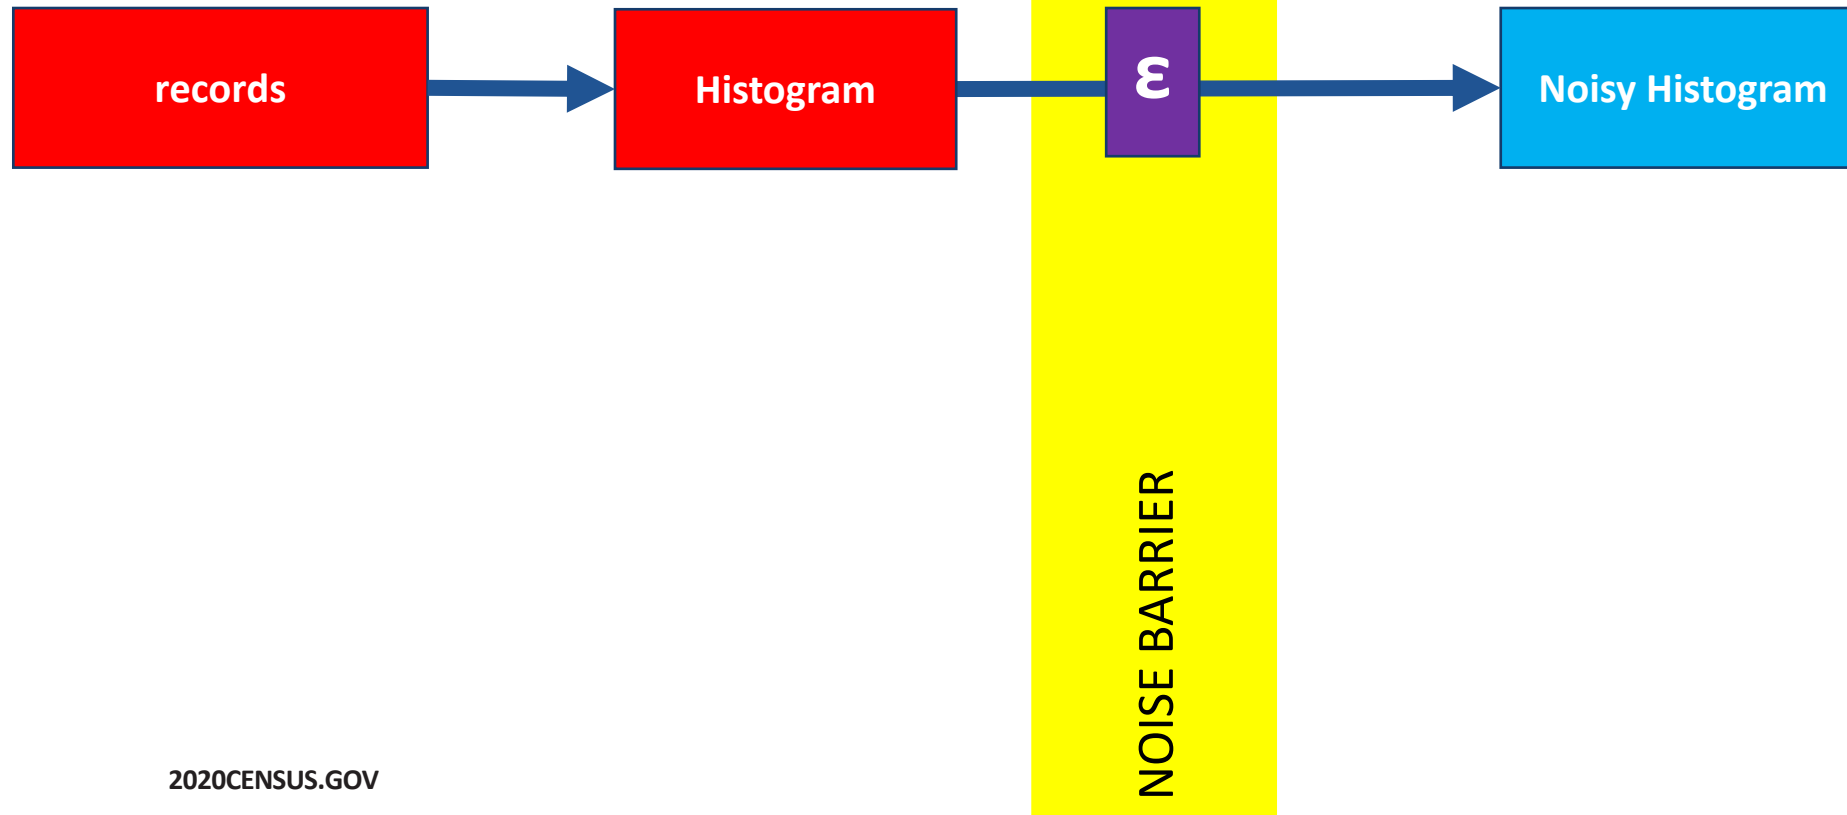 records
Histogram
ε
Noisy Histogram
NOISE BARRIER
2020CENSUS.GOV